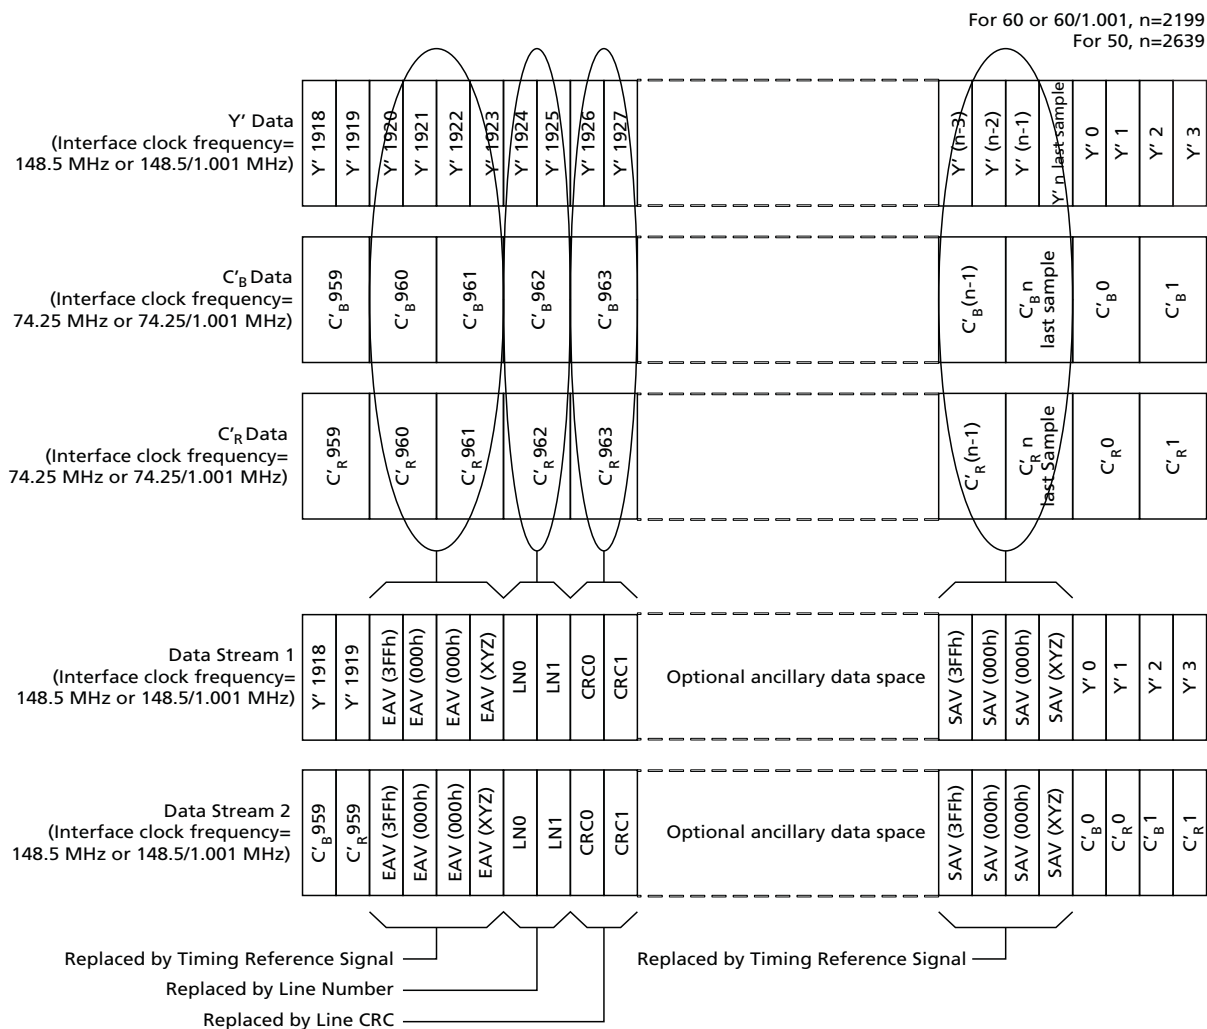 For 60 or 60/1.001, n=2199
For 50, n=2639
Y' Data
(Interface clock frequency=
148.5 MHz or 148.5/1.001 MHz)
Y' 1918
Y' 1919
Y' 1920
Y' 1921
Y' 1922
Y' 1923
Y' 1924
Y' 1925
Y' 1926
Y' 1927
Y' (n-3)
Y' (n-2)
Y' (n-1)
Y' n last sample
Y' 0
Y' 1
Y' 2
Y' 3
C'B Data
(Interface clock frequency=
74.25 MHz or 74.25/1.001 MHz)
C'B 959
C'B 960
C'B 961
C'B 962
C'B 963
C'B (n-1)
C'B n
last sample
C'B 0
C'B 1
C'R Data
(Interface clock frequency=
74.25 MHz or 74.25/1.001 MHz)
C'R 959
C'R 960
C'R 961
C'R 962
C'R 963
C'R (n-1)
C'R n
last Sample
C'R 0
C'R 1
Data Stream 1
(Interface clock frequency=
148.5 MHz or 148.5/1.001 MHz)
Y' 1918
Y' 1919
EAV (3FFh)
EAV (000h)
EAV (000h)
EAV (XYZ)
LN0
LN1
CRC0
CRC1
Optional ancillary data space
SAV (3FFh)
SAV (000h)
SAV (000h)
SAV (XYZ)
Y' 0
Y' 1
Y' 2
Y' 3
Data Stream 2
(Interface clock frequency=
148.5 MHz or 148.5/1.001 MHz)
C'B 959
C'R 959
EAV (3FFh)
EAV (000h)
EAV (000h)
EAV (XYZ)
LN0
LN1
CRC0
CRC1
Optional ancillary data space
SAV (3FFh)
SAV (000h)
SAV (000h)
SAV (XYZ)
C'B 0
C'R 0
C'B 1
C'R 1
Replaced by Timing Reference Signal
Replaced by Timing Reference Signal
Replaced by Line Number
Replaced by Line CRC